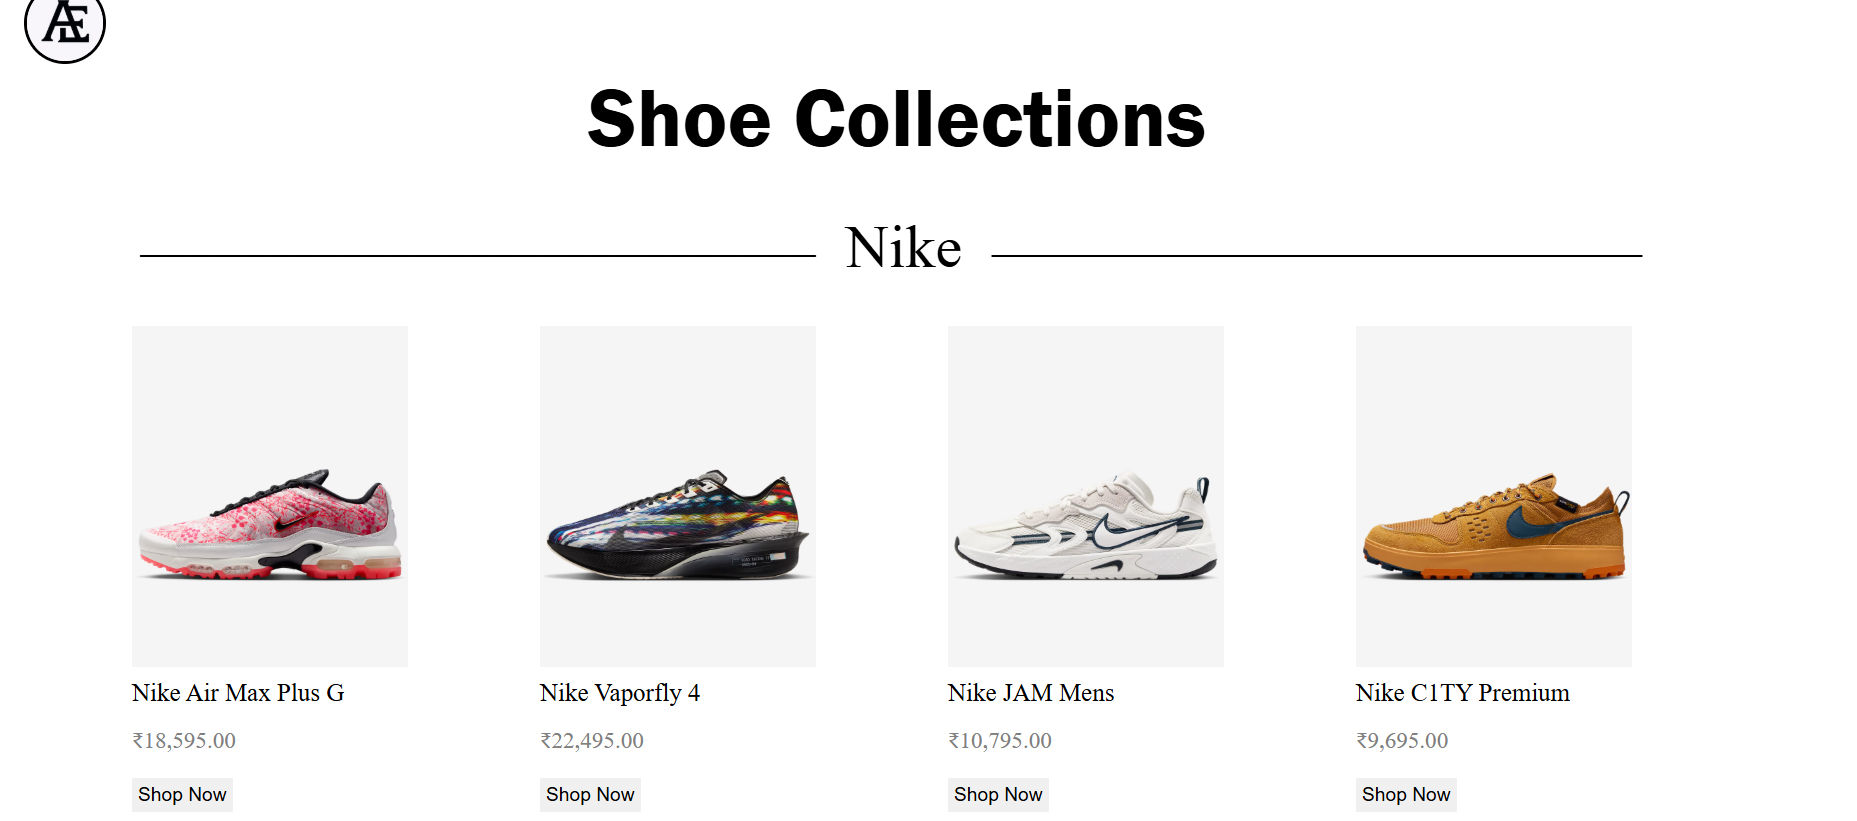 Æ
Shoe Collections
Nike
Nike Air Max Plus G
Nike Vaporfly 4
Nike JAM Mens
Nike C1TY Premium
₹18,595.00
₹22,495.00
₹10,795.00
₹9,695.00
Shop Now
Shop Now
Shop Now
Shop Now